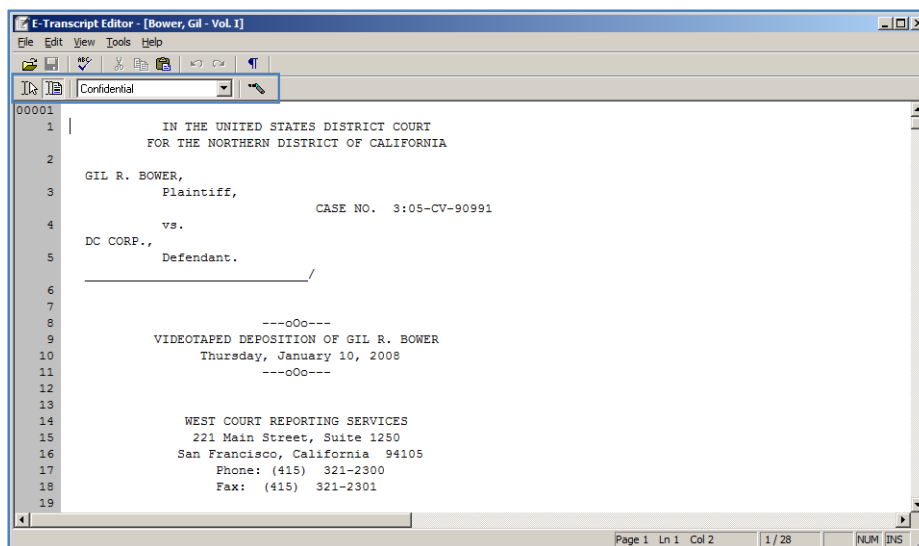 E-Transcript Editor - [Bower, Gil - Vol. I]
File Edit View Tools Help
ABC ¶
Confidential
00001
1 IN THE UNITED STATES DISTRICT COURT
FOR THE NORTHERN DISTRICT OF CALIFORNIA
2
GIL R. BOWER,
3 Plaintiff,
CASE NO. 3:05-CV-90991
4 vs.
DC CORP.,
5 Defendant.
______________________________/
6
7
8 ---oOo---
9 VIDEOTAPED DEPOSITION OF GIL R. BOWER
10 Thursday, January 10, 2008
11 ---oOo---
12
13
14 WEST COURT REPORTING SERVICES
15 221 Main Street, Suite 1250
16 San Francisco, California 94105
17 Phone: (415) 321-2300
18 Fax: (415) 321-2301
19
Page 1 Ln 1 Col 2 1 / 28 NUM INS